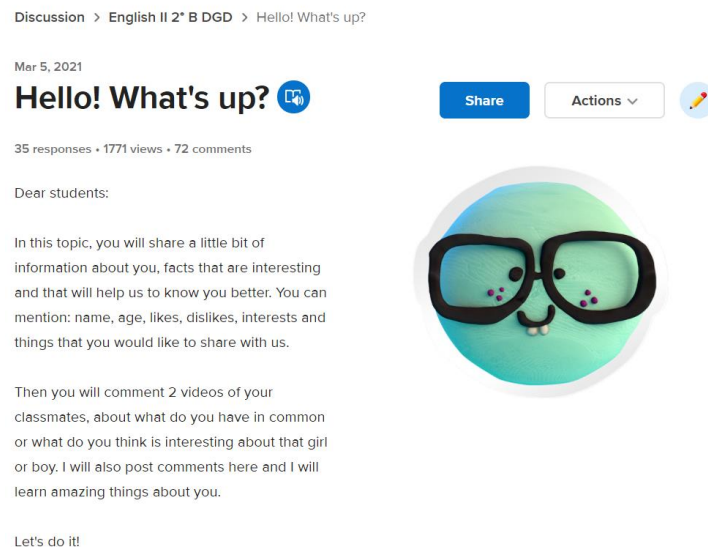 Discussion > English II 2° B DGD > Hello! What's up?
Mar 5, 2021
Hello! What's up?
Share
Actions
35 responses • 1771 views • 72 comments
Dear students:
In this topic, you will share a little bit of
information about you, facts that are interesting
and that will help us to know you better. You can
mention: name, age, likes, dislikes, interests and
things that you would like to share with us.
Then you will comment 2 videos of your
classmates, about what do you have in common
or what do you think is interesting about that girl
or boy. I will also post comments here and I will
learn amazing things about you.
Let's do it!